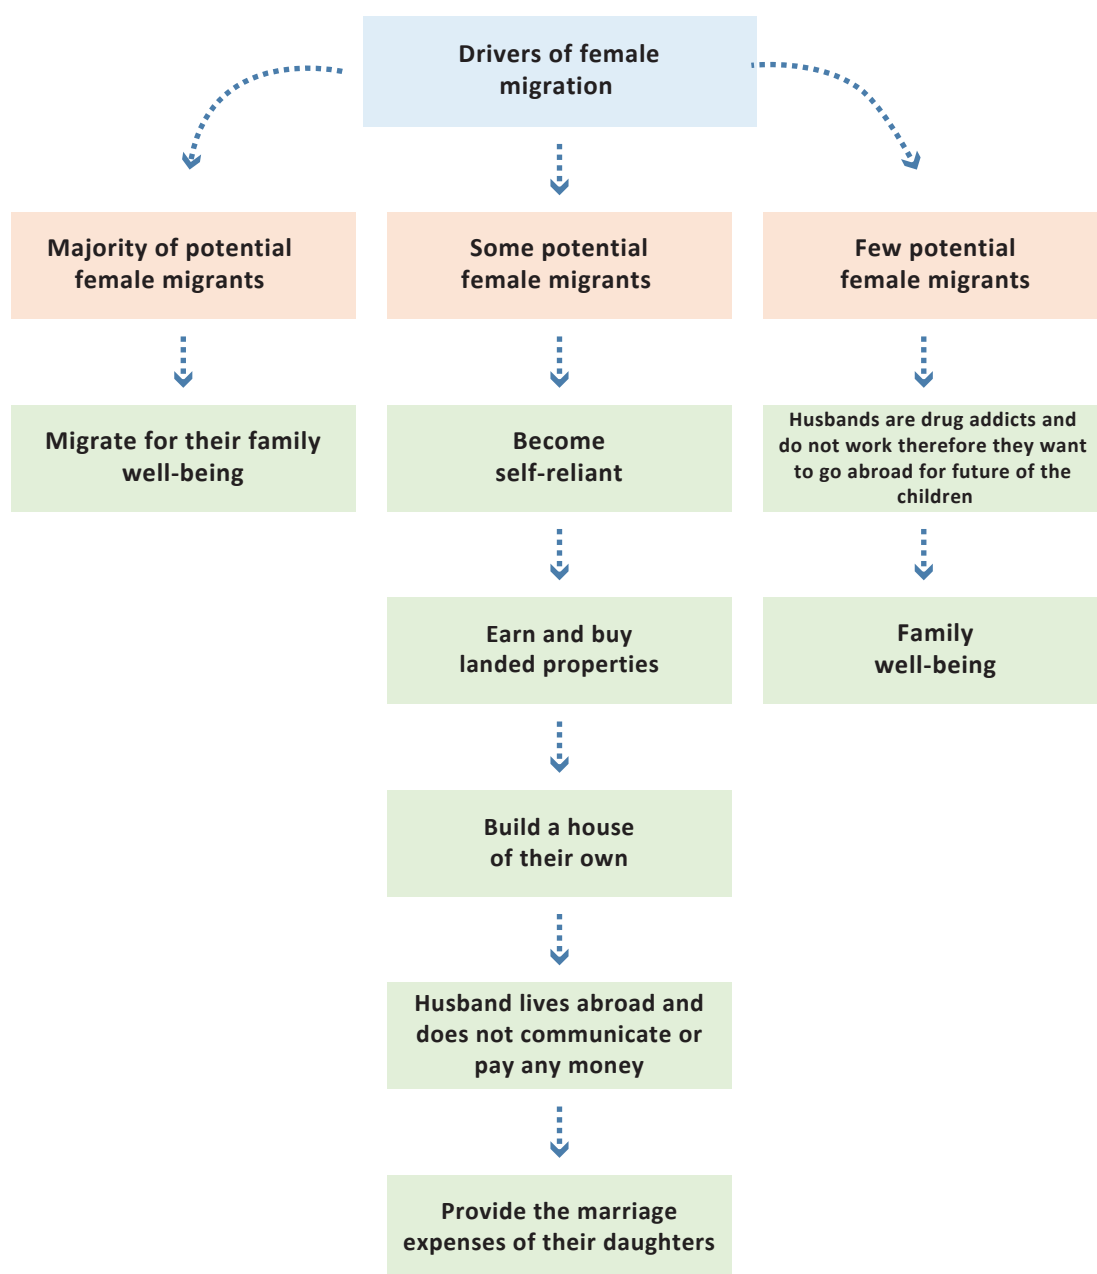 Drivers of female
migration
Majority of potential
female migrants
Some potential
female migrants
Few potential
female migrants
Migrate for their family
well-being
Become
self-reliant
Husbands are drug addicts and
do not work therefore they want
to go abroad for future of the
children
Earn and buy
landed properties
Family
well-being
Build a house
of their own
Husband lives abroad and
does not communicate or
pay any money
Provide the marriage
expenses of their daughters